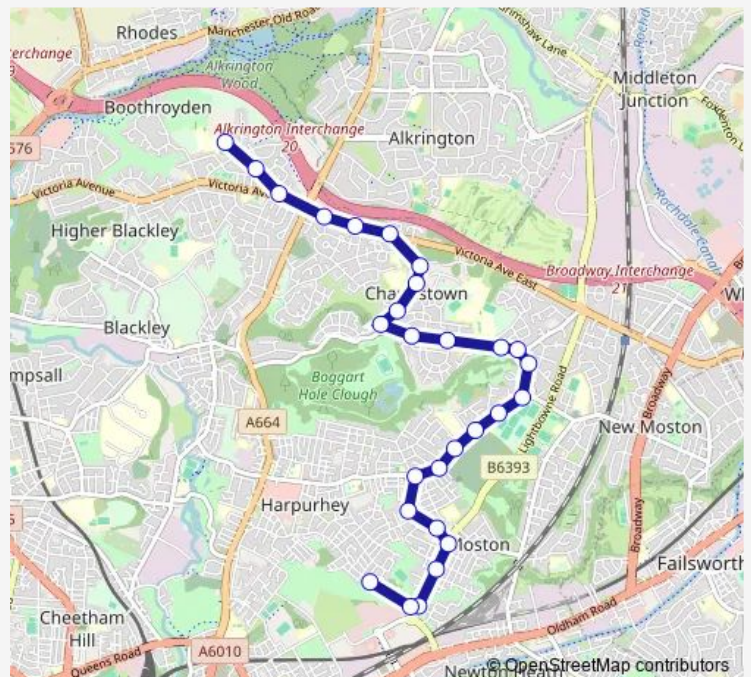 Rhodes
Manchester Old Road
Alkrington
Wood
Boothroyden
Middleton
Junction
Alkrington Interchange
20
Alkrington
576
Victoria Avenue
Higher Blackley
Victoria Ave East
Broadway Interchange
21
Rochdale Canal
Blackley
Boggart
Hole Clough
A664
Lightbowne Road
Broadway
New Moston
B6393
Harpurhey
Broadway
Failsworth
Cheetham
Hill
Oldham Road
A6010
Queens Road
© OpenStreetMap contributors